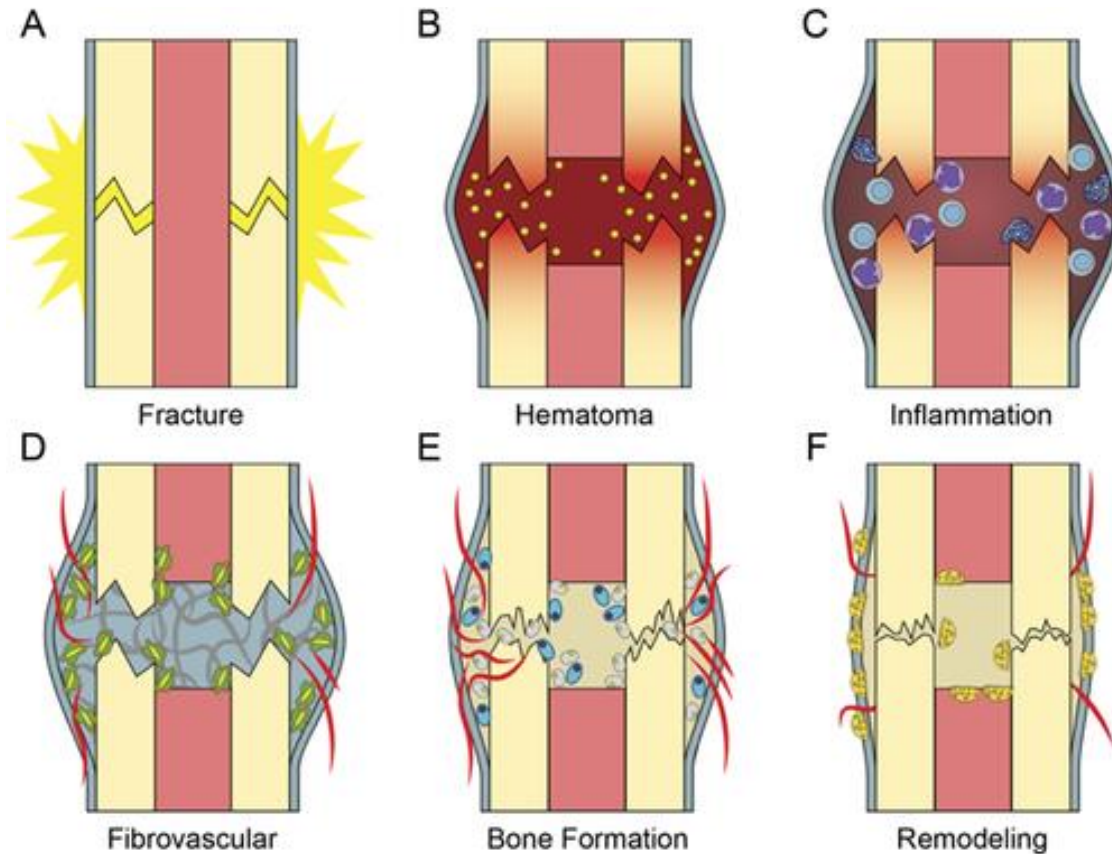 A
B
C
Fracture
Hematoma
Inflammation
D
E
F
Fibrovascular
Bone Formation
Remodeling